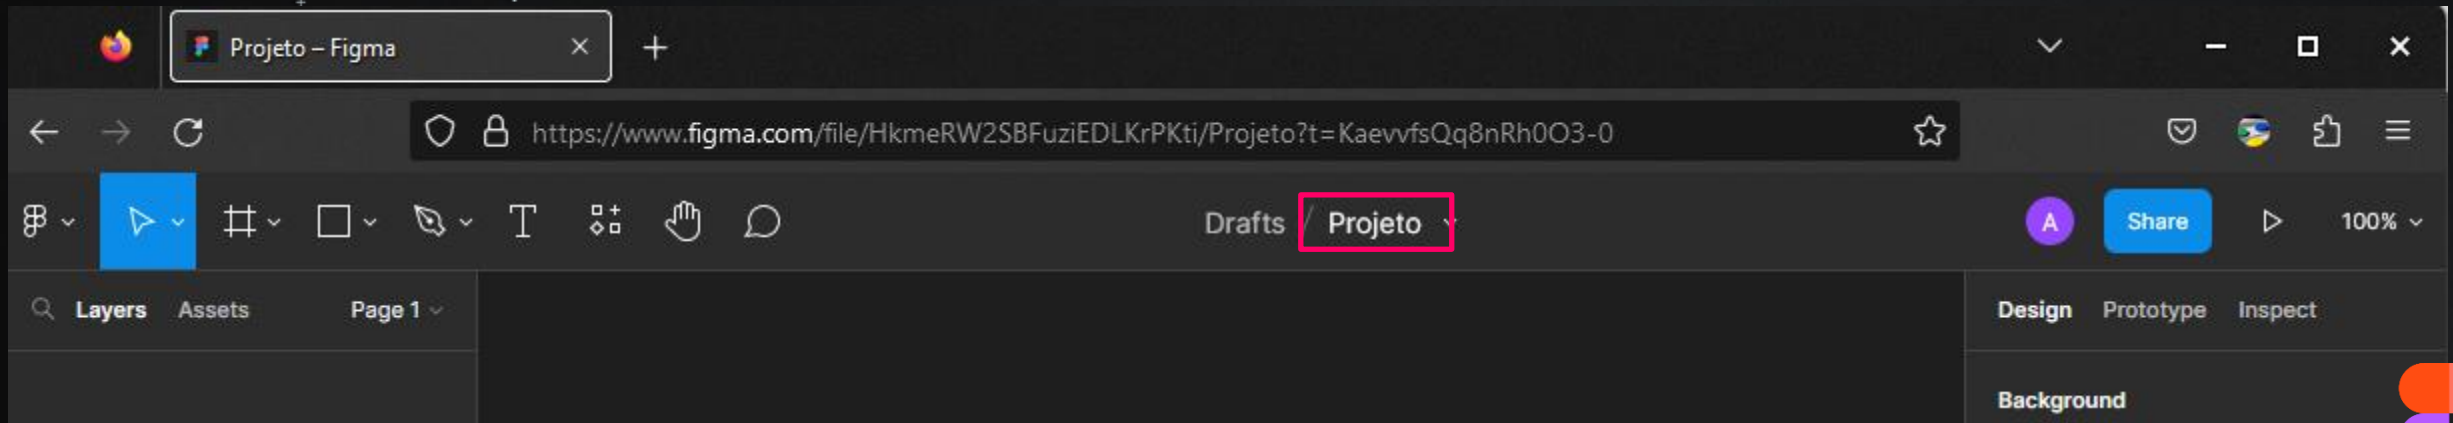 Projeto – Figma
https://www.figma.com/file/HkmeRW2SBFuziEDLKrPKti/Projeto?t=KaevvfsQq8nRh0O3-0
Drafts / Projeto
A
Share
100%
Layers Assets Page 1
Design Prototype Inspect
Background